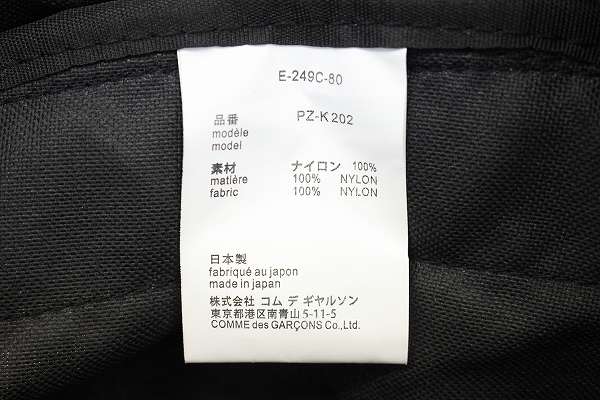 E-249C-80
品番 PZ-K202
modèle
model
素材 ナイロン 100%
matière 100% NYLON
fabric 100% NYLON
日本製
fabriqué au japon
made in japan
株式会社 コム デ ギャルソン
東京都港区南青山5-11-5
COMME des GARÇONS Co.,Ltd.